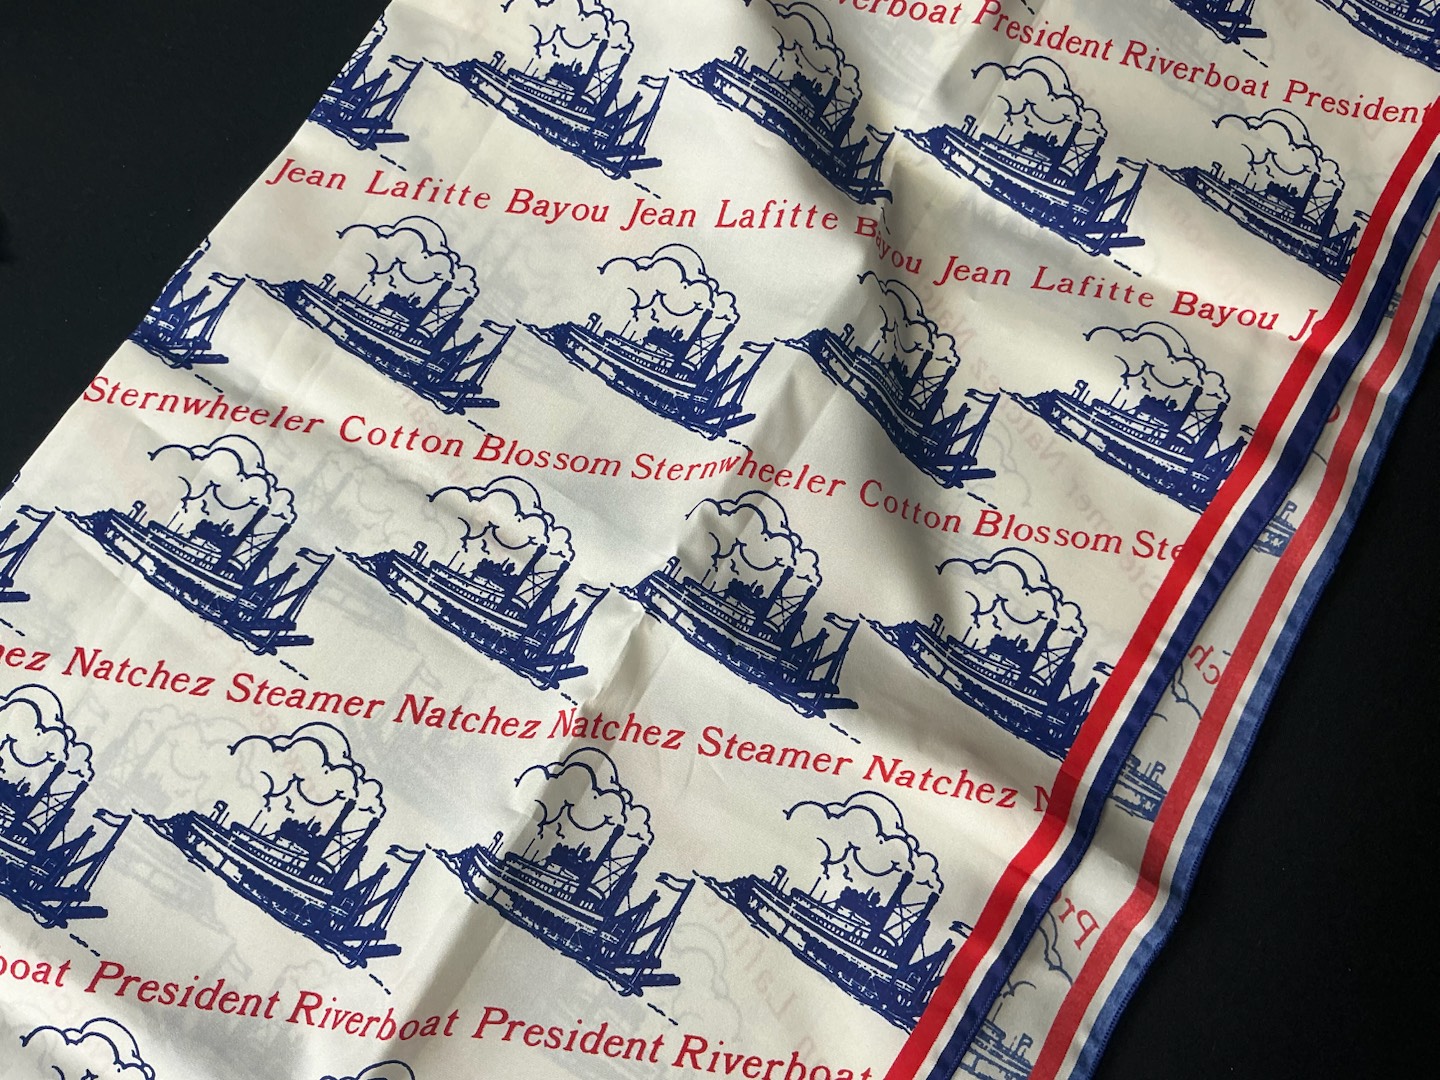 Riverboat President Riverboat President
Jean Lafitte Bayou Jean Lafitte Bayou Jean Lafitte Bayou
Sternwheeler Cotton Blossom Sternwheeler Cotton Blossom
Natchez Steamer Natchez Natchez Steamer Natchez
President Riverboat President Riverboat